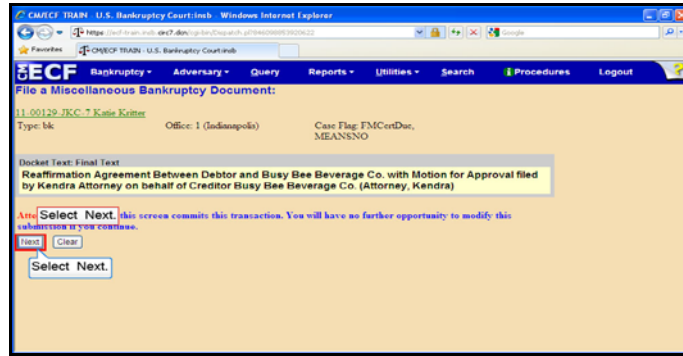 CM/ECF TRAIN - U.S. Bankruptcy Court:insb - Windows Internet Explorer
Google
Favorites CM/ECF TRAIN - U.S. Bankruptcy Court:insb
ECF Bankruptcy Adversary Query Reports Utilities Search Procedures Logout
File a Miscellaneous Bankruptcy Document:
11-00129-JKC-7 Katie Kritter
Type: bk Office: 1 (Indianapolis) Case Flag: FMCertDue,
MEANSNO
Docket Text: Final Text
Reaffirmation Agreement Between Debtor and Busy Bee Beverage Co. with Motion for Approval filed
by Kendra Attorney on behalf of Creditor Busy Bee Beverage Co. (Attorney, Kendra)
Atte Select Next. this screen commits this transaction. You will have no further opportunity to modify this
submission if you continue.
Next Clear
Select Next.